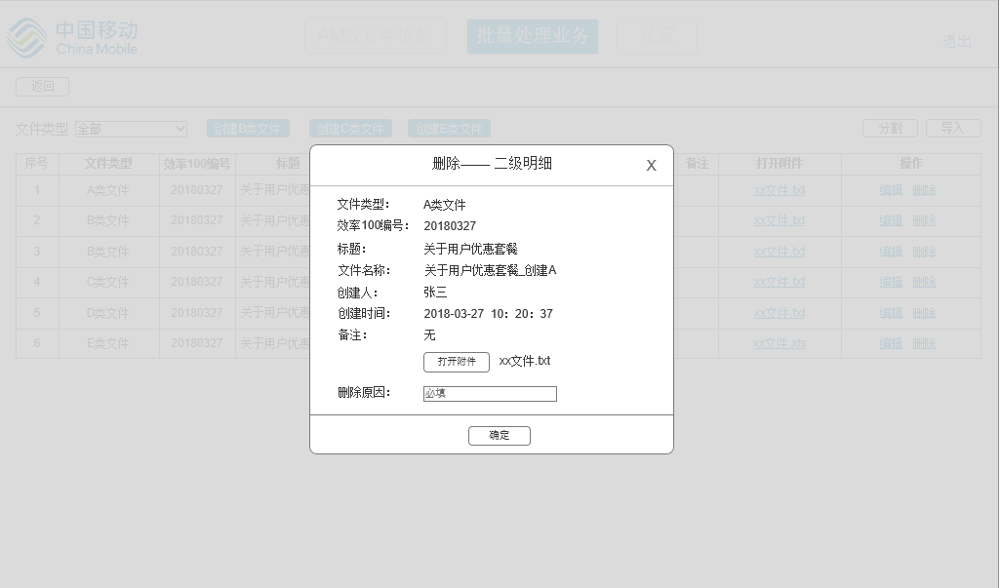 中国移动
China Mobile
AMS工单提醒 批量处理业务 设置
退出
返回
文件类型 全部 创建B类文件 创建C类文件 创建E类文件 分割 导入
序号 文件类型 效率100编号 标题 备注 打开附件 操作
1 A类文件 20180327 关于用户优惠 xx文件.txt 编辑 删除
2 B类文件 20180327 关于用户优惠 xx文件.txt 编辑 删除
3 B类文件 20180327 关于用户优惠 xx文件.txt 编辑 删除
4 C类文件 20180327 关于用户优惠 xx文件.txt 编辑 删除
5 D类文件 20180327 关于用户优惠 xx文件.txt 编辑 删除
6 E类文件 20180327 关于用户优惠 xx文件.xls 编辑 删除
删除—— 二级明细 X
文件类型： A类文件
效率100编号： 20180327
标题： 关于用户优惠套餐
文件名称： 关于用户优惠套餐_创建A
创建人： 张三
创建时间： 2018-03-27 10：20：37
备注： 无
打开附件 xx文件.txt
删除原因： 必填
确定